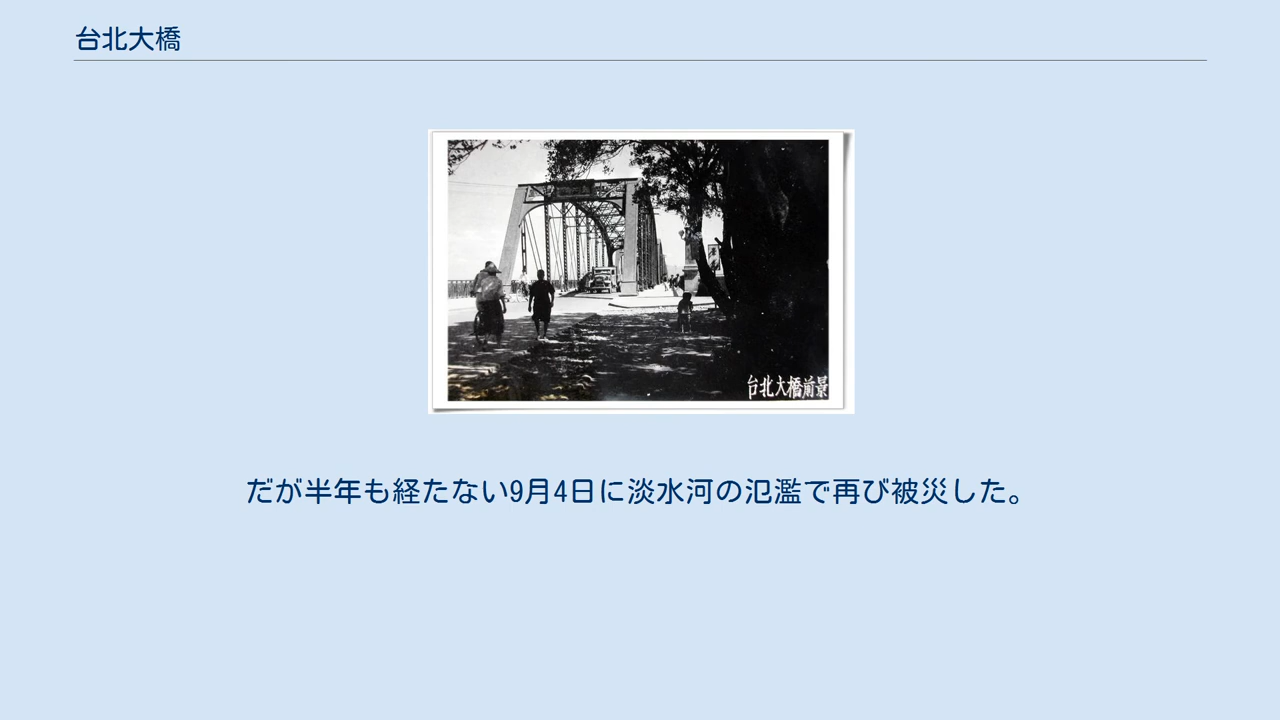 台北大橋
台北大橋前景
だが半年も経たない9月4日に淡水河の氾濫で再び被災した。